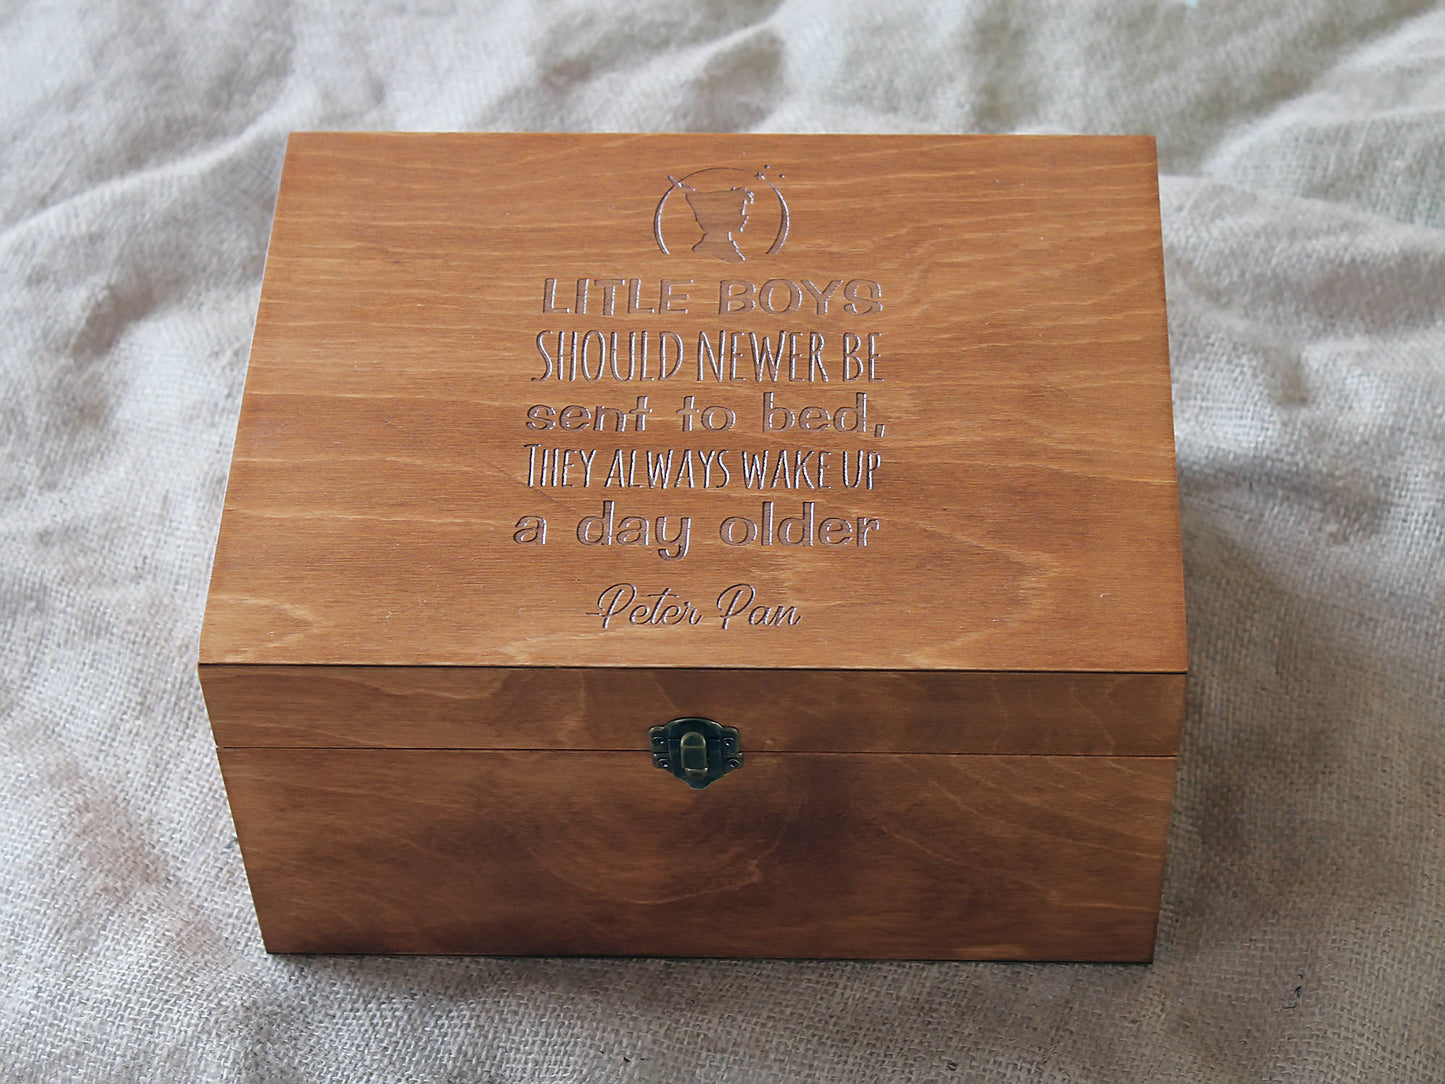 LITLE BOYS
SHOULD NEWER BE
sent to bed,
THEY ALWAYS WAKE UP
a day older
Peter Pan